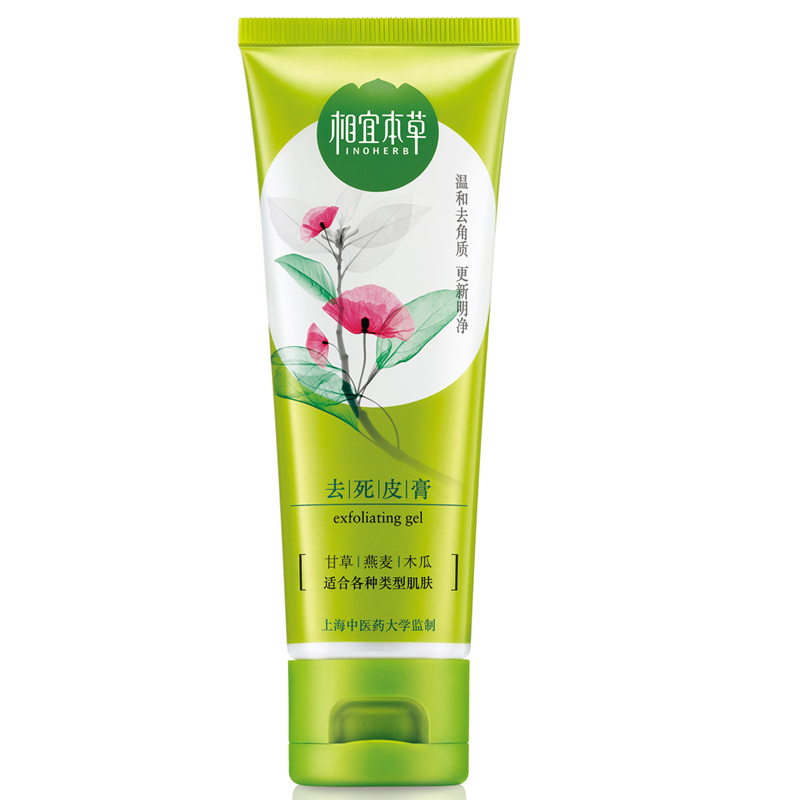 相宜本草
INOHERB
温和去角质 更新明净
去|死|皮|膏
exfoliating gel
甘草|燕麦|木瓜
适合各种类型肌肤
上海中医药大学监制